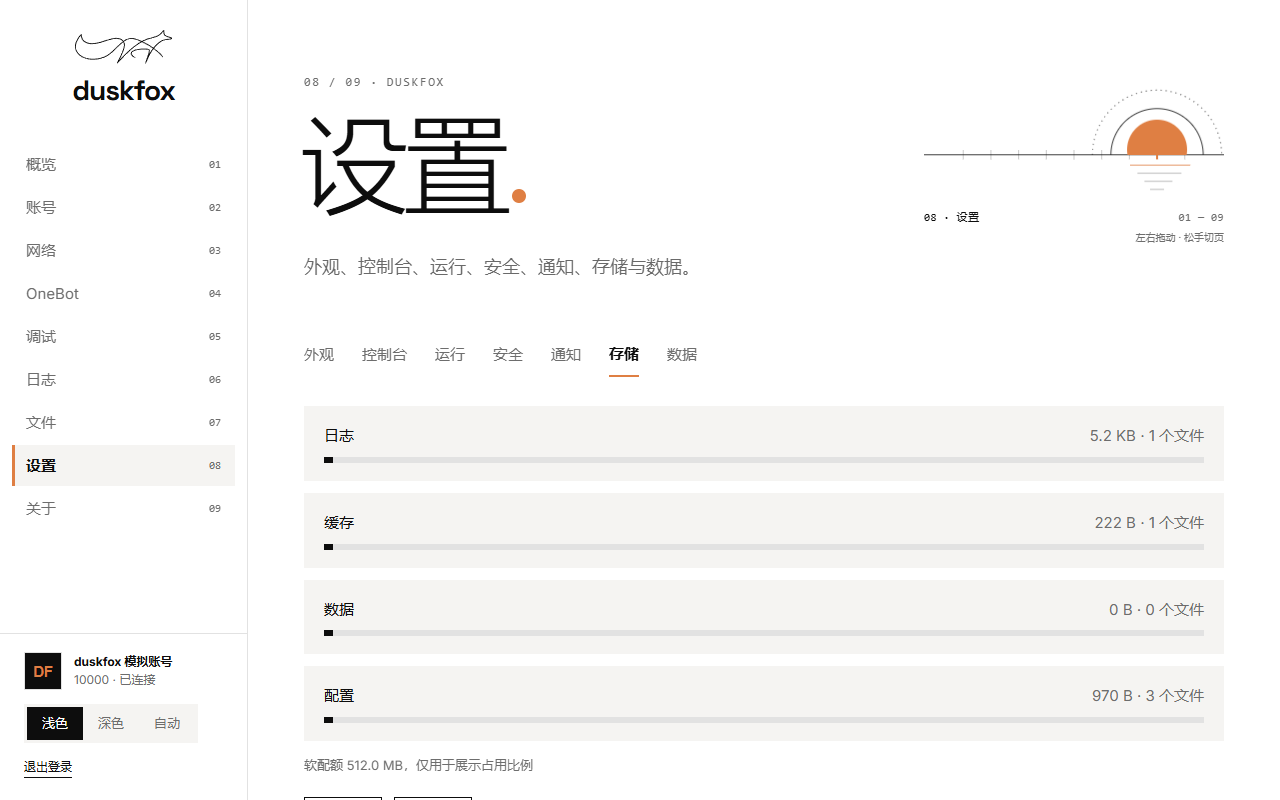 duskfox
概览 01
账号 02
网络 03
OneBot 04
调试 05
日志 06
文件 07
设置 08
关于 09
DF
duskfox 模拟账号
10000 · 已连接
浅色 深色 自动
退出登录
08 / 09 · DUSKFOX
设置.
外观、控制台、运行、安全、通知、存储与数据。
08 · 设置 01 — 09
左右拖动 · 松手切页
外观 控制台 运行 安全 通知 存储 数据
日志 5.2 KB · 1 个文件
缓存 222 B · 1 个文件
数据 0 B · 0 个文件
配置 970 B · 3 个文件
软配额 512.0 MB，仅用于展示占用比例